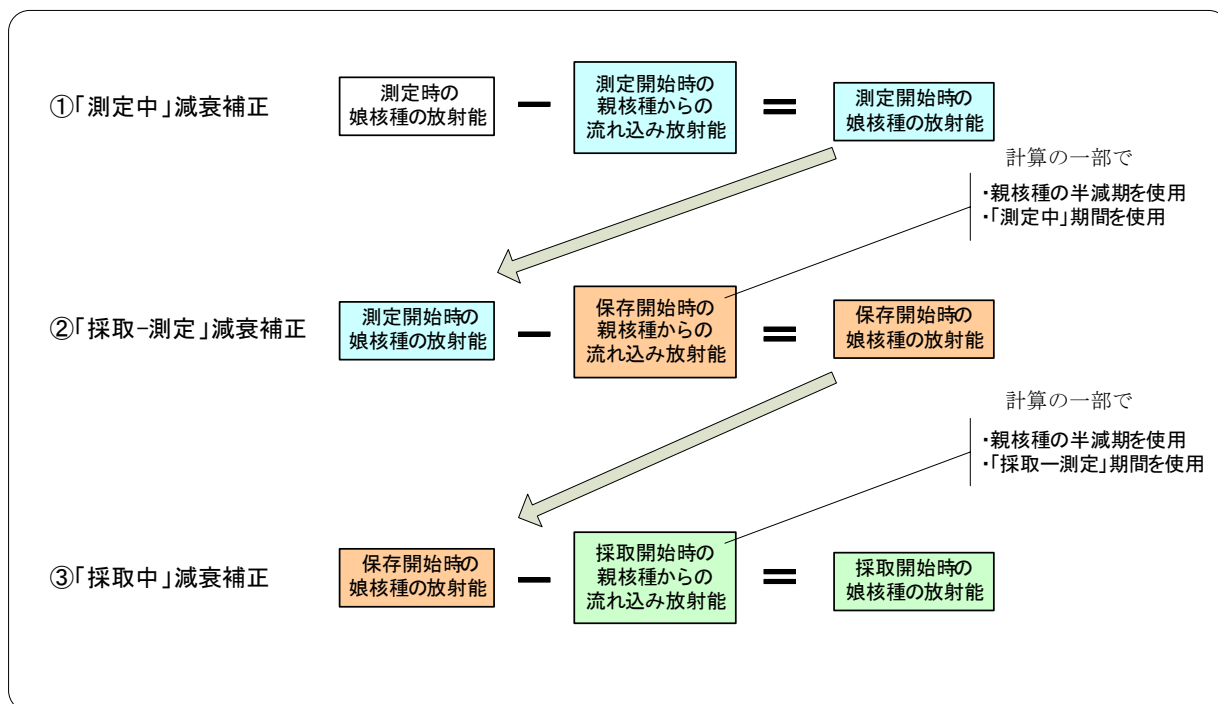 ①「測定中」減衰補正
測定時の
娘核種の放射能
−
測定開始時の
親核種からの
流れ込み放射能
=
測定開始時の
娘核種の放射能
計算の一部で
・親核種の半減期を使用
・「測定中」期間を使用
②「採取-測定」減衰補正
測定開始時の
娘核種の放射能
−
保存開始時の
親核種からの
流れ込み放射能
=
保存開始時の
娘核種の放射能
計算の一部で
・親核種の半減期を使用
・「採取ー測定」期間を使用
③「採取中」減衰補正
保存開始時の
娘核種の放射能
−
採取開始時の
親核種からの
流れ込み放射能
=
採取開始時の
娘核種の放射能